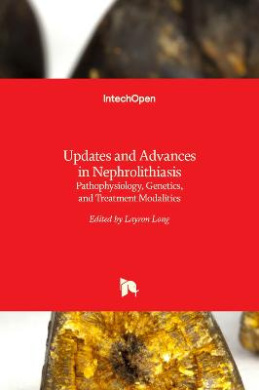 IntechOpen
Updates and Advances
in Nephrolithiasis
Pathophysiology, Genetics,
and Treatment Modalities
Edited by Layron Long